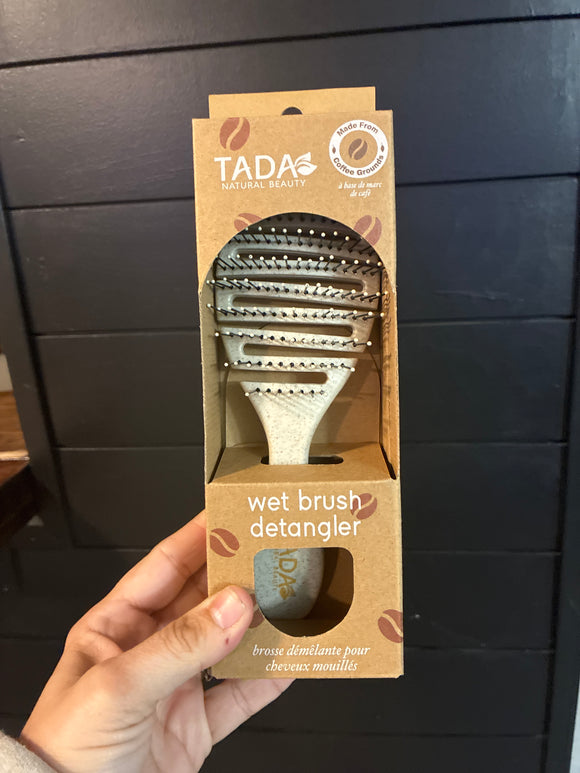 TADA
NATURAL BEAUTY
Made From
Coffee Grounds
à base de marc
de café
wet brush
detangler
TADA
brosse démêlante pour
cheveux mouillés